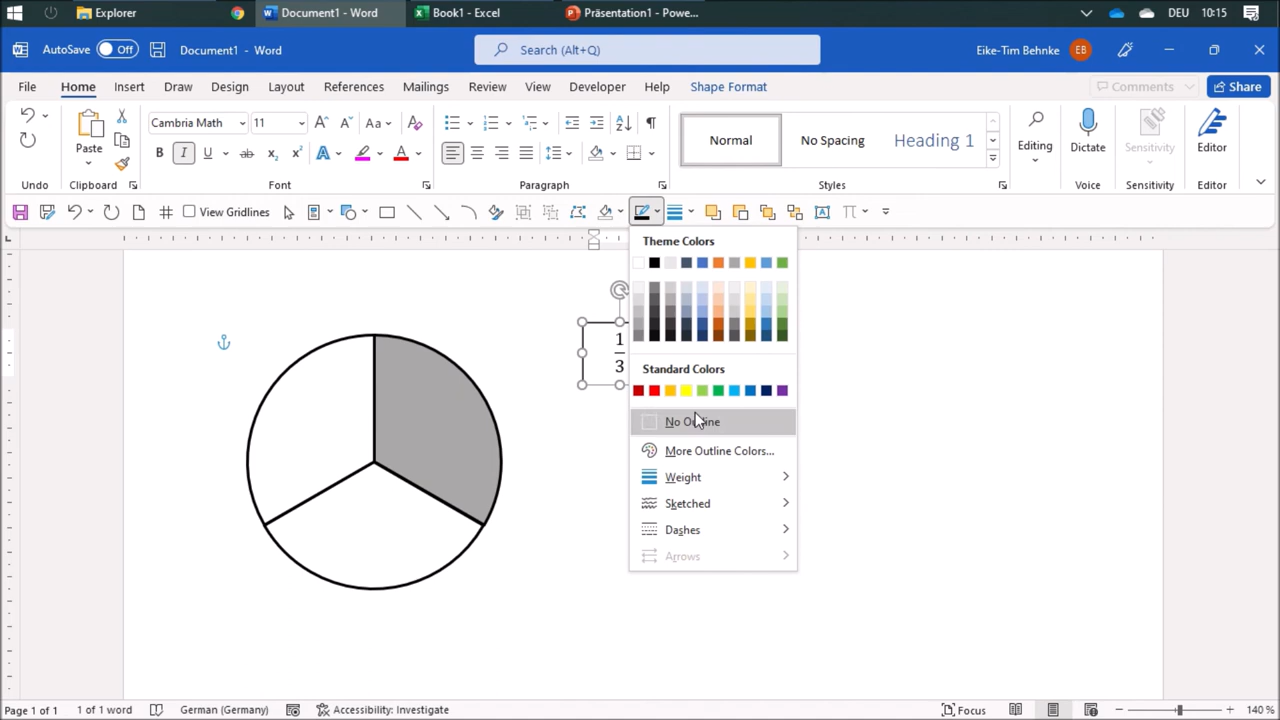 Explorer
Document1 - Word
Book1 - Excel
Präsentation1 - Powe...
DEU
10:15
AutoSave
Off
Document1 - Word
Search (Alt+Q)
Eike-Tim Behnke
EB
File
Home
Insert
Draw
Design
Layout
References
Mailings
Review
View
Developer
Help
Shape Format
Comments
Share
Paste
Cambria Math
11
Normal
No Spacing
Heading 1
Editing
Dictate
Sensitivity
Editor
Undo
Clipboard
Font
Paragraph
Styles
Voice
Sensitivity
Editor
View Gridlines
Theme Colors
1
3
Standard Colors
No Outline
More Outline Colors...
Weight
Sketched
Dashes
Arrows
Page 1 of 1
1 of 1 word
German (Germany)
Accessibility: Investigate
Focus
140 %